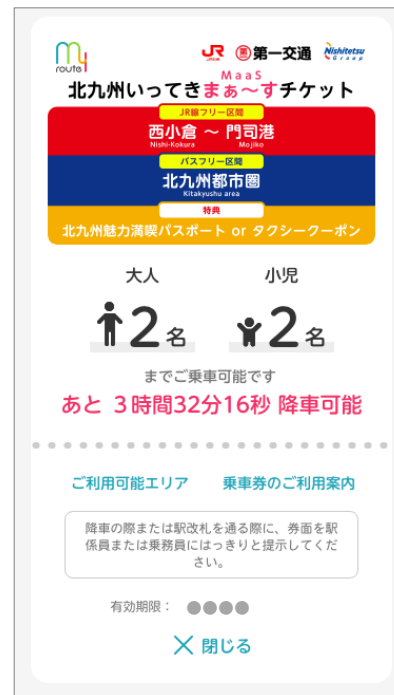 my route
JR JR九州 第一交通 Nishitetsu Group
MaaS
北九州いってきまぁ～すチケット
JR線フリー区間
西小倉 ～ 門司港
Nishi-Kokura Mojiko
バスフリー区間
北九州都市圏
Kitakyushu area
特典
北九州魅力満喫パスポート or タクシークーポン
大人 小児
2名 2名
までご乗車可能です
あと 3時間32分16秒 降車可能
ご利用可能エリア 乗車券のご利用案内
降車の際または駅改札を通る際に、券面を駅
係員または乗務員にはっきりと提示してくだ
さい。
有効期限：
閉じる